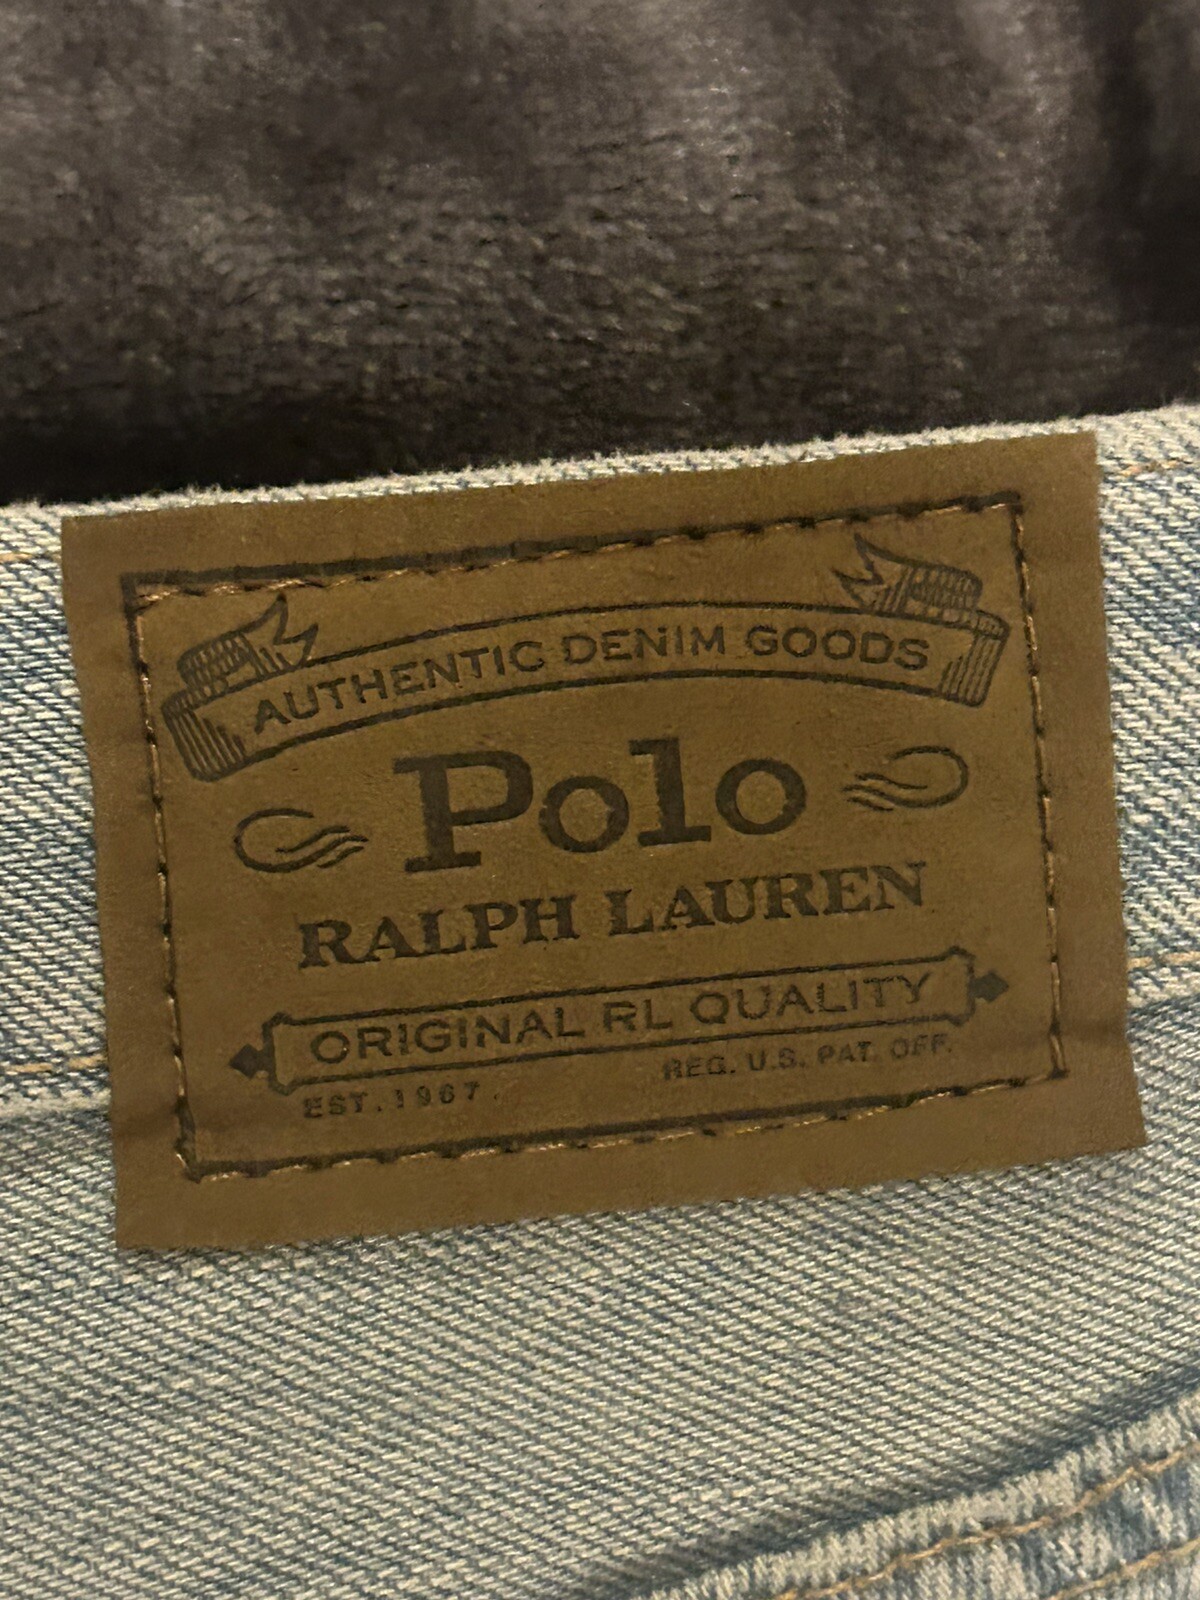 AUTHENTIC DENIM GOODS
Polo
RALPH LAUREN
ORIGINAL RL QUALITY
EST. 1967.
REG. U.S. PAT. OFF.